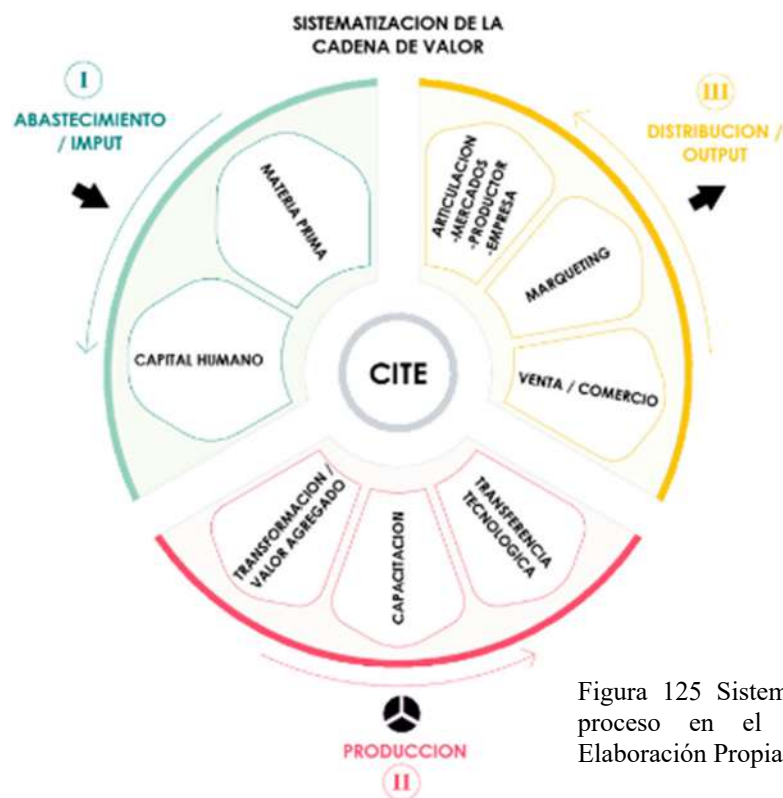 SISTEMATIZACION DE LA
CADENA DE VALOR
I
ABASTECIMIENTO
/ IMPUT
MATERIA PRIMA
CAPITAL HUMANO
CITE
III
DISTRIBUCION /
OUTPUT
ARTICULACION
-MERCADOS
-PRODUCTOR
-EMPRESA
MARQUETING
VENTA / COMERCIO
TRANSFORMACION /
VALOR AGREGADO
CAPACITACION
TRANSFERENCIA
TECNOLOGICA
PRODUCCION
II
Figura 125 Sistem
proceso en el
Elaboración Propia